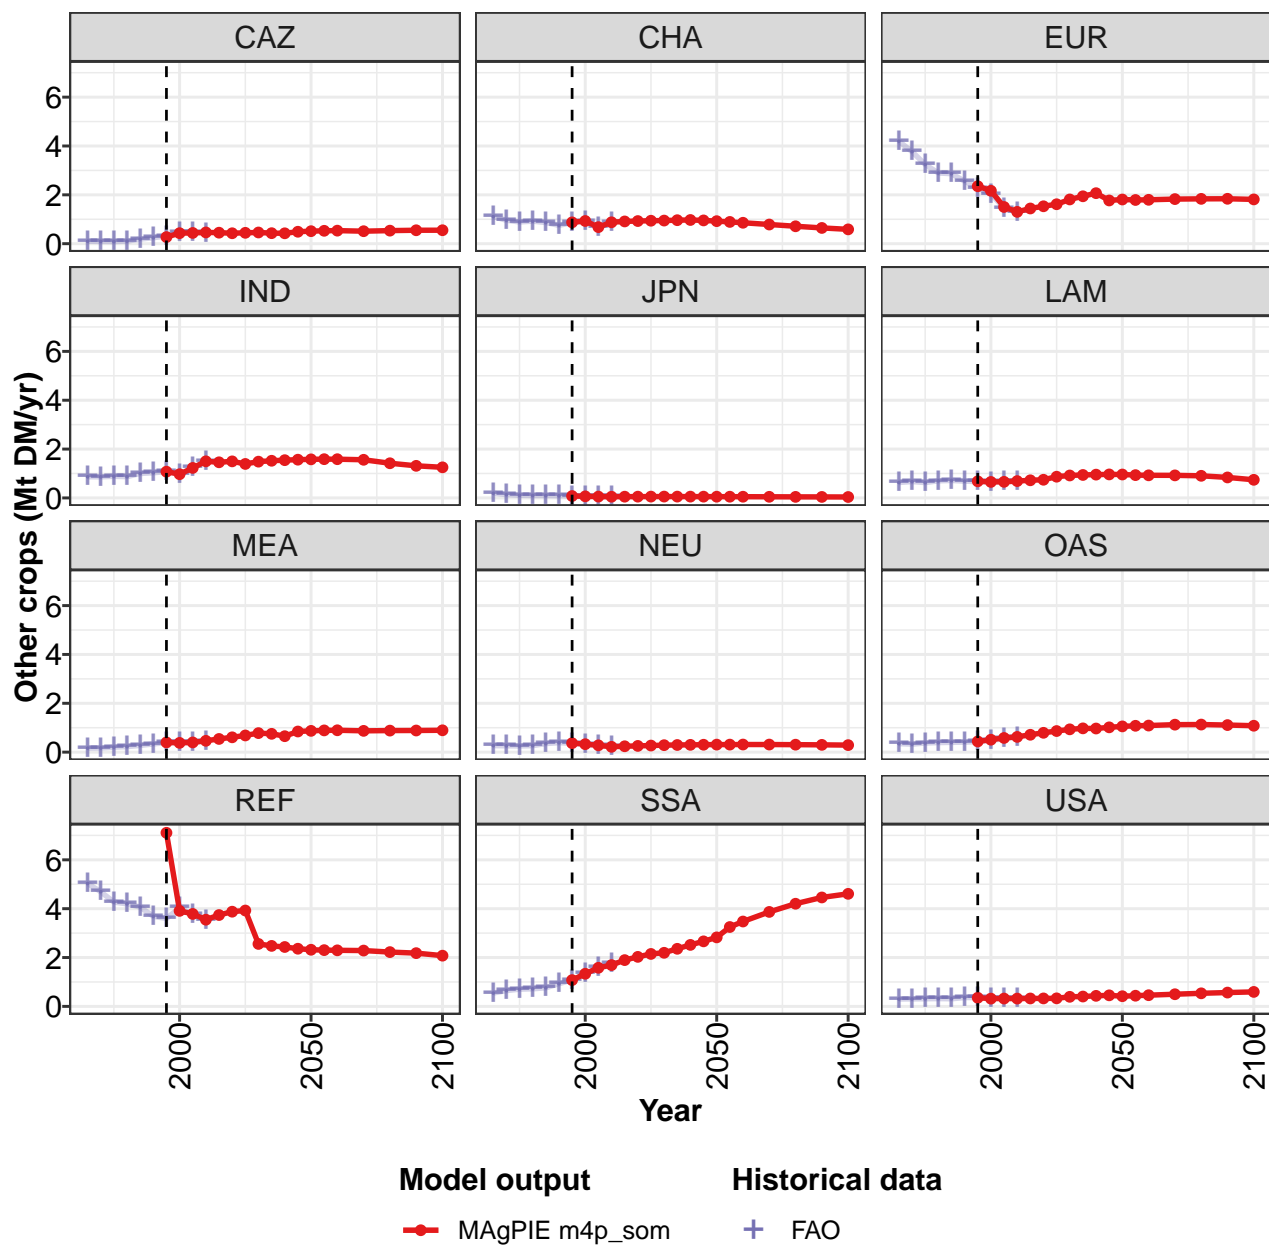 CAZ CHA EUR
6
4
2
0
IND JPN LAM
6
4
2
0
MEA NEU OAS
6
4
2
0
REF SSA USA
6
4
2
0
Other crops (Mt DM/yr)
2000 2050 2100 2000 2050 2100 2000 2050 2100
Year
Model output Historical data
MAgPIE m4p_som FAO